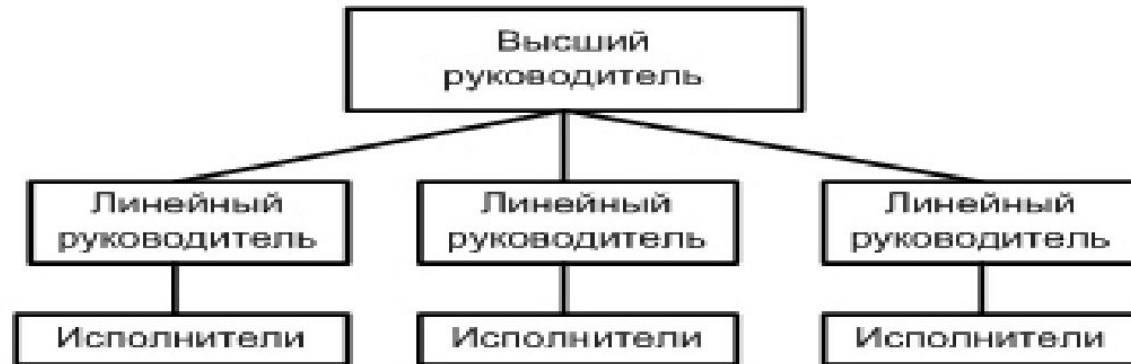 Высший
руководитель
Линейный
руководитель
Линейный
руководитель
Линейный
руководитель
Исполнители
Исполнители
Исполнители